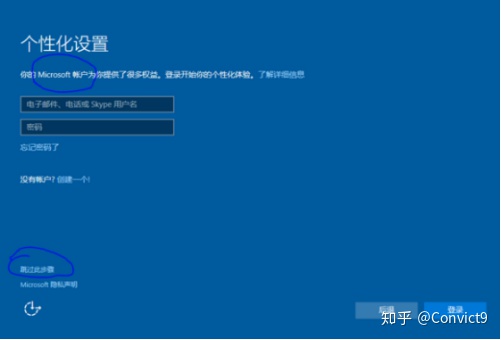 个性化设置
你的 Microsoft 帐户为你提供了很多权益。登录开始你的个性化体验。了解详细信息
电子邮件、电话或 Skype 用户名
密码
忘记密码了
没有帐户？创建一个！
跳过此步骤
Microsoft 隐私声明
后退 登录
知乎 @Convict9